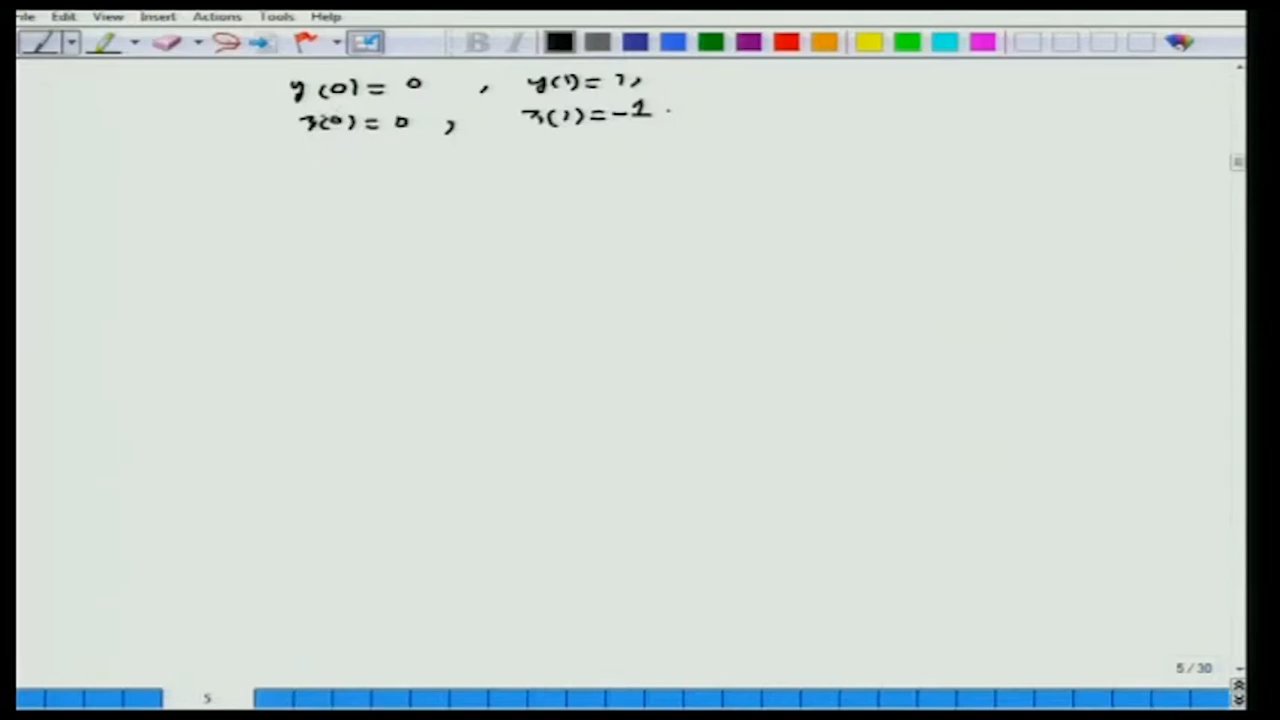 File Edit View Insert Actions Tools Help
B I
y(0) = 0 , y(1) = 1,
z(0) = 0 , z(1) = -1 .
5 / 30
5